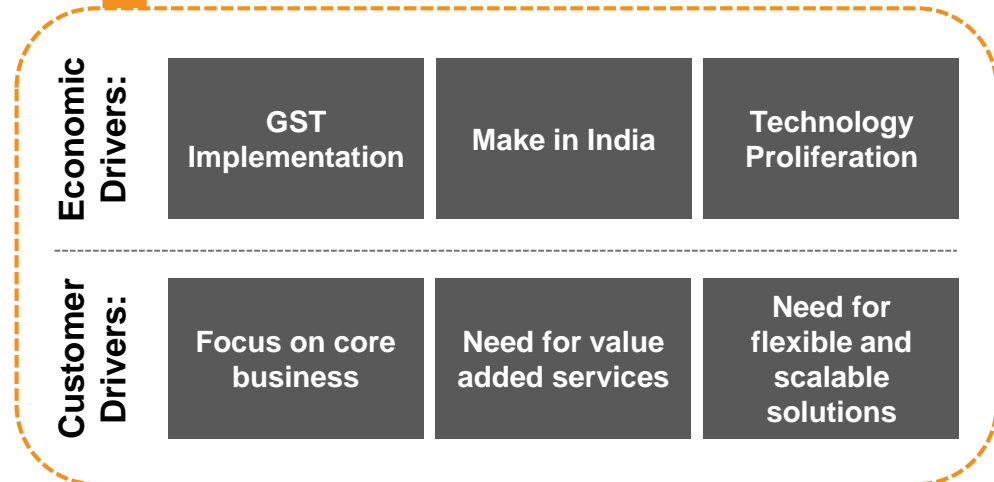 Economic
Drivers:
GST
Implementation
Make in India
Technology
Proliferation
Customer
Drivers:
Focus on core
business
Need for value
added services
Need for
flexible and
scalable
solutions